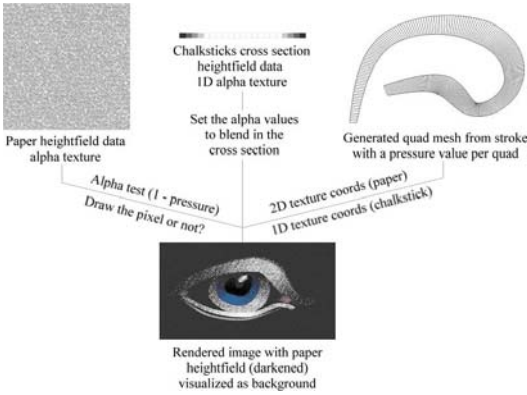 Chalksticks cross section
heightfield data
1D alpha texture
Set the alpha values
to blend in the
cross section
Paper heightfield data
alpha texture
Generated quad mesh from stroke
with a pressure value per quad
Alpha test (1 - pressure)
Draw the pixel or not?
2D texture coords (paper)
1D texture coords (chalkstick)
Rendered image with paper
heightfield (darkened)
visualized as background